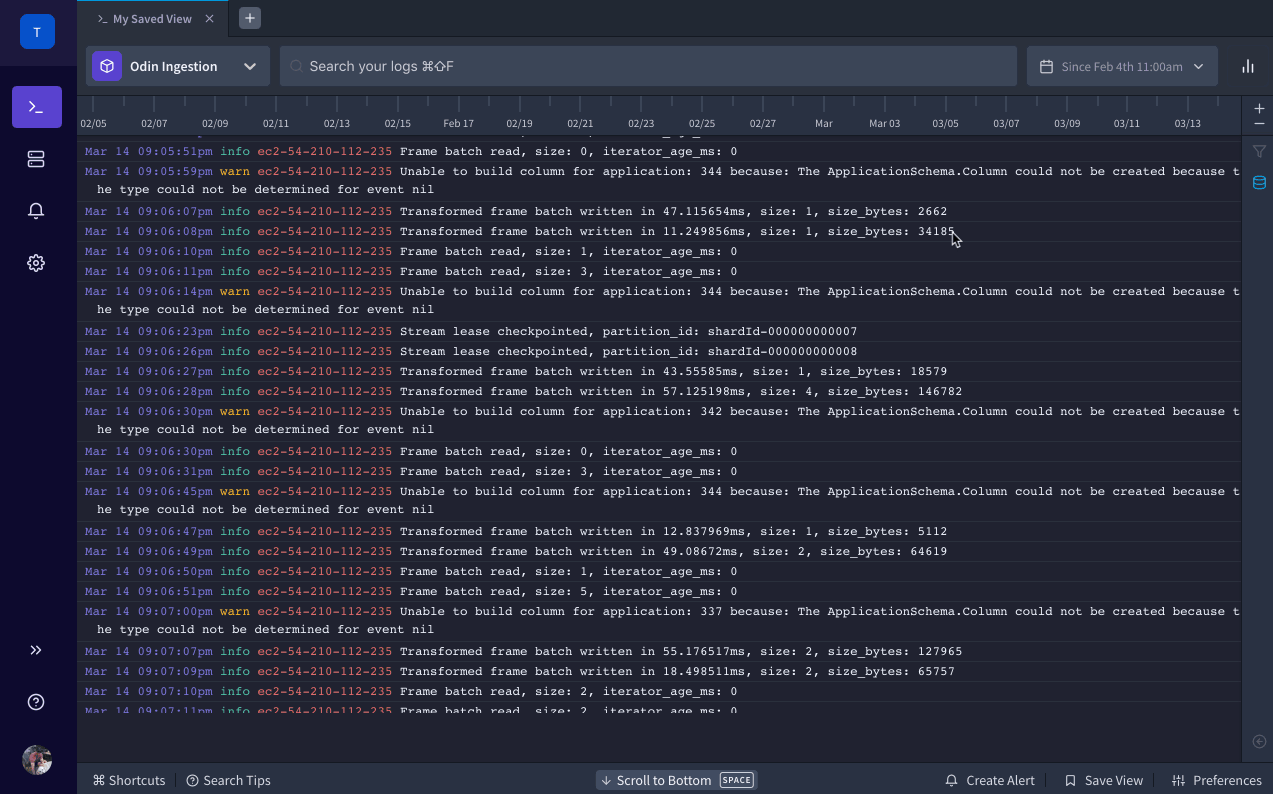 T
>_ My Saved View ×
+
Odin Ingestion
Search your logs ⌘⇧F
Since Feb 4th 11:00am
02/05 02/07 02/09 02/11 02/13 02/15 Feb 17 02/19 02/21 02/23 02/25 02/27 Mar Mar 03 03/05 03/07 03/09 03/11 03/13
Mar 14 09:05:51pm info ec2-54-210-112-235 Frame batch read, size: 0, iterator_age_ms: 0
Mar 14 09:05:59pm warn ec2-54-210-112-235 Unable to build column for application: 344 because: The ApplicationSchema.Column could not be created because t
he type could not be determined for event nil
Mar 14 09:06:07pm info ec2-54-210-112-235 Transformed frame batch written in 47.115654ms, size: 1, size_bytes: 2662
Mar 14 09:06:08pm info ec2-54-210-112-235 Transformed frame batch written in 11.249856ms, size: 1, size_bytes: 34185
Mar 14 09:06:10pm info ec2-54-210-112-235 Frame batch read, size: 1, iterator_age_ms: 0
Mar 14 09:06:11pm info ec2-54-210-112-235 Frame batch read, size: 3, iterator_age_ms: 0
Mar 14 09:06:14pm warn ec2-54-210-112-235 Unable to build column for application: 344 because: The ApplicationSchema.Column could not be created because t
he type could not be determined for event nil
Mar 14 09:06:23pm info ec2-54-210-112-235 Stream lease checkpointed, partition_id: shardId-000000000007
Mar 14 09:06:26pm info ec2-54-210-112-235 Stream lease checkpointed, partition_id: shardId-000000000008
Mar 14 09:06:27pm info ec2-54-210-112-235 Transformed frame batch written in 43.55585ms, size: 1, size_bytes: 18579
Mar 14 09:06:28pm info ec2-54-210-112-235 Transformed frame batch written in 57.125198ms, size: 4, size_bytes: 146782
Mar 14 09:06:30pm warn ec2-54-210-112-235 Unable to build column for application: 342 because: The ApplicationSchema.Column could not be created because t
he type could not be determined for event nil
Mar 14 09:06:30pm info ec2-54-210-112-235 Frame batch read, size: 0, iterator_age_ms: 0
Mar 14 09:06:31pm info ec2-54-210-112-235 Frame batch read, size: 3, iterator_age_ms: 0
Mar 14 09:06:45pm warn ec2-54-210-112-235 Unable to build column for application: 344 because: The ApplicationSchema.Column could not be created because t
he type could not be determined for event nil
Mar 14 09:06:47pm info ec2-54-210-112-235 Transformed frame batch written in 12.837969ms, size: 1, size_bytes: 5112
Mar 14 09:06:49pm info ec2-54-210-112-235 Transformed frame batch written in 49.08672ms, size: 2, size_bytes: 64619
Mar 14 09:06:50pm info ec2-54-210-112-235 Frame batch read, size: 1, iterator_age_ms: 0
Mar 14 09:06:51pm info ec2-54-210-112-235 Frame batch read, size: 5, iterator_age_ms: 0
Mar 14 09:07:00pm warn ec2-54-210-112-235 Unable to build column for application: 337 because: The ApplicationSchema.Column could not be created because t
he type could not be determined for event nil
Mar 14 09:07:07pm info ec2-54-210-112-235 Transformed frame batch written in 55.176517ms, size: 2, size_bytes: 127965
Mar 14 09:07:09pm info ec2-54-210-112-235 Transformed frame batch written in 18.498511ms, size: 2, size_bytes: 65757
Mar 14 09:07:10pm info ec2-54-210-112-235 Frame batch read, size: 2, iterator_age_ms: 0
Mar 14 09:07:11pm info ec2-54-210-112-235 Frame batch read, size: 2, iterator_age_ms: 0
⌘ Shortcuts
Search Tips
↓ Scroll to Bottom SPACE
Create Alert
Save View
Preferences